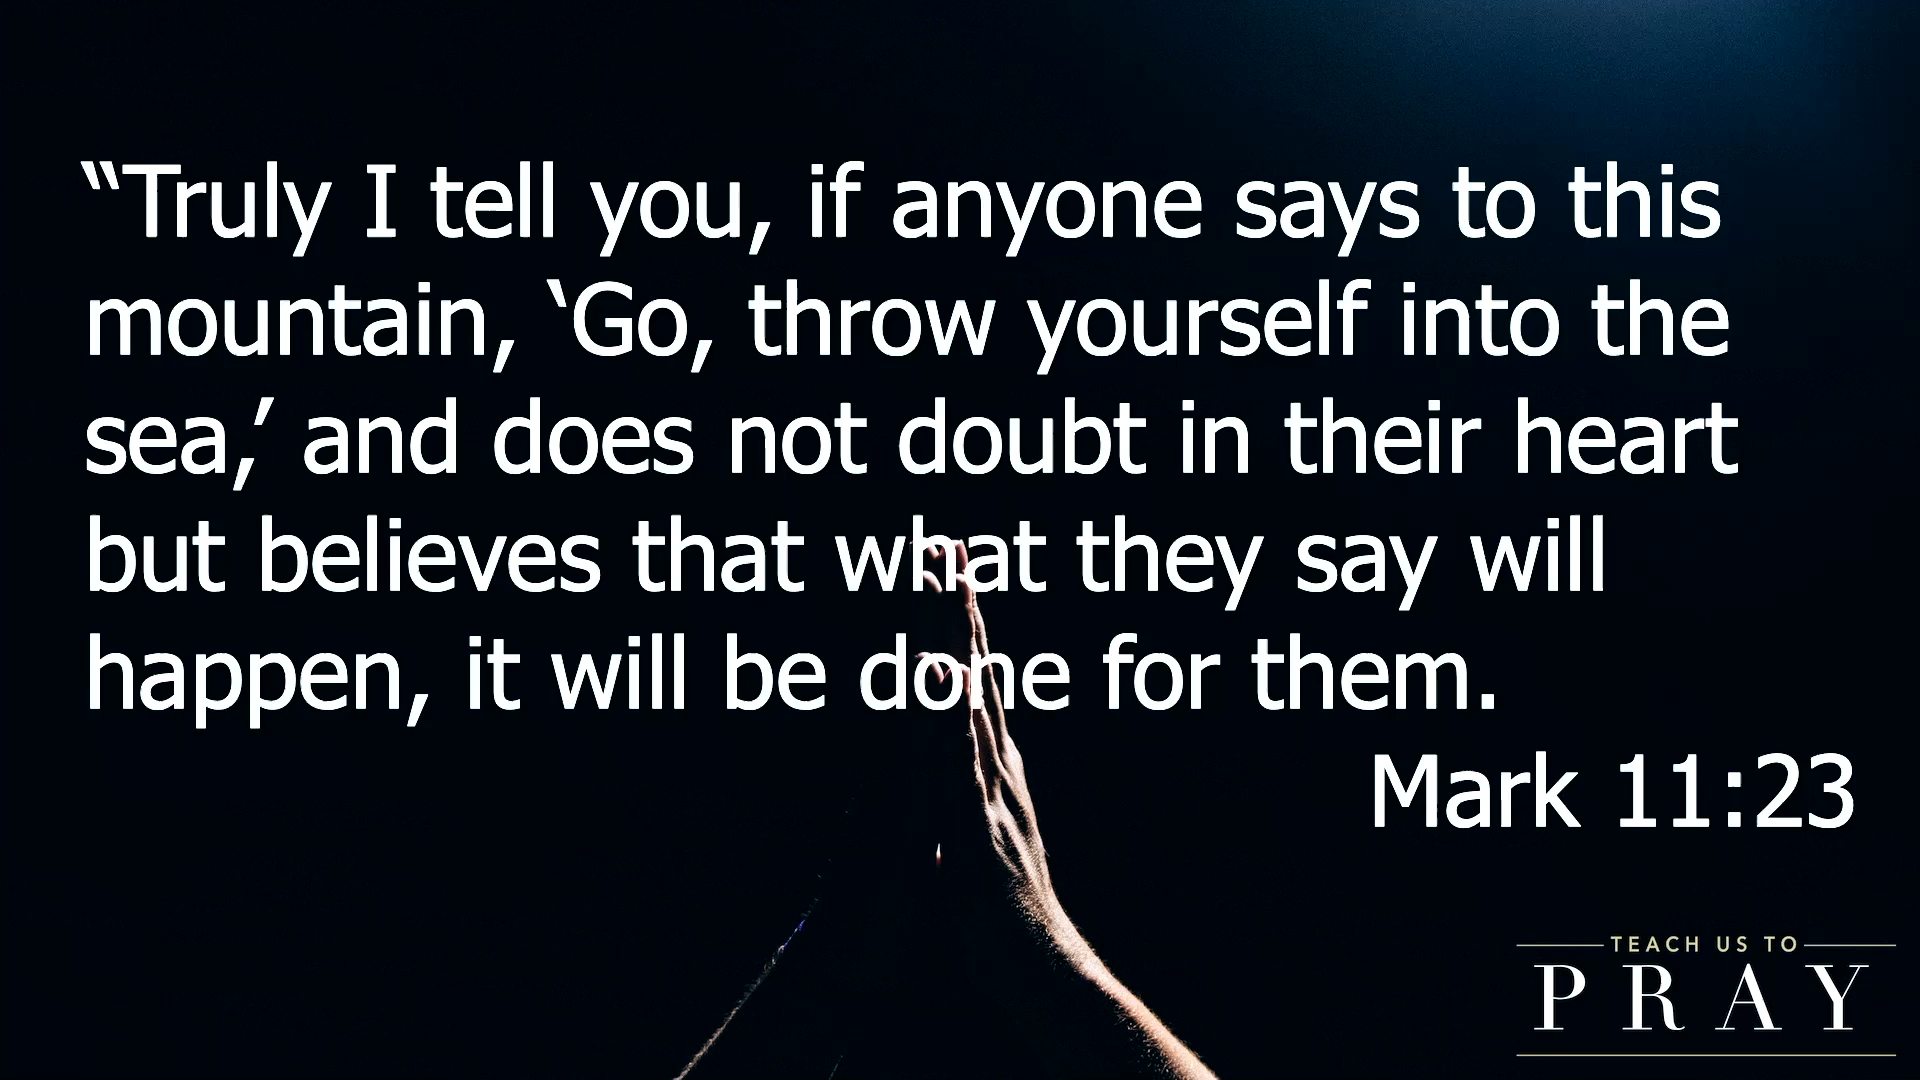 “Truly I tell you, if anyone says to this
mountain, ‘Go, throw yourself into the
sea,’ and does not doubt in their heart
but believes that what they say will
happen, it will be done for them.
Mark 11:23
TEACH US TO
PRAY